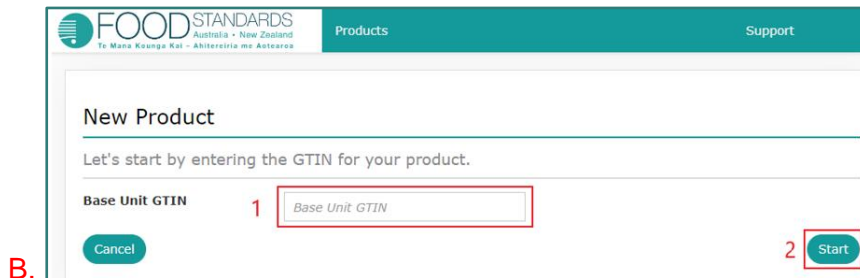 FOOD STANDARDS
Australia • New Zealand
Te Mana Kounga Kai - Ahitereiria me Aotearoa
Products
Support
New Product
Let's start by entering the GTIN for your product.
Base Unit GTIN
1
Base Unit GTIN
Cancel
2
Start
B.